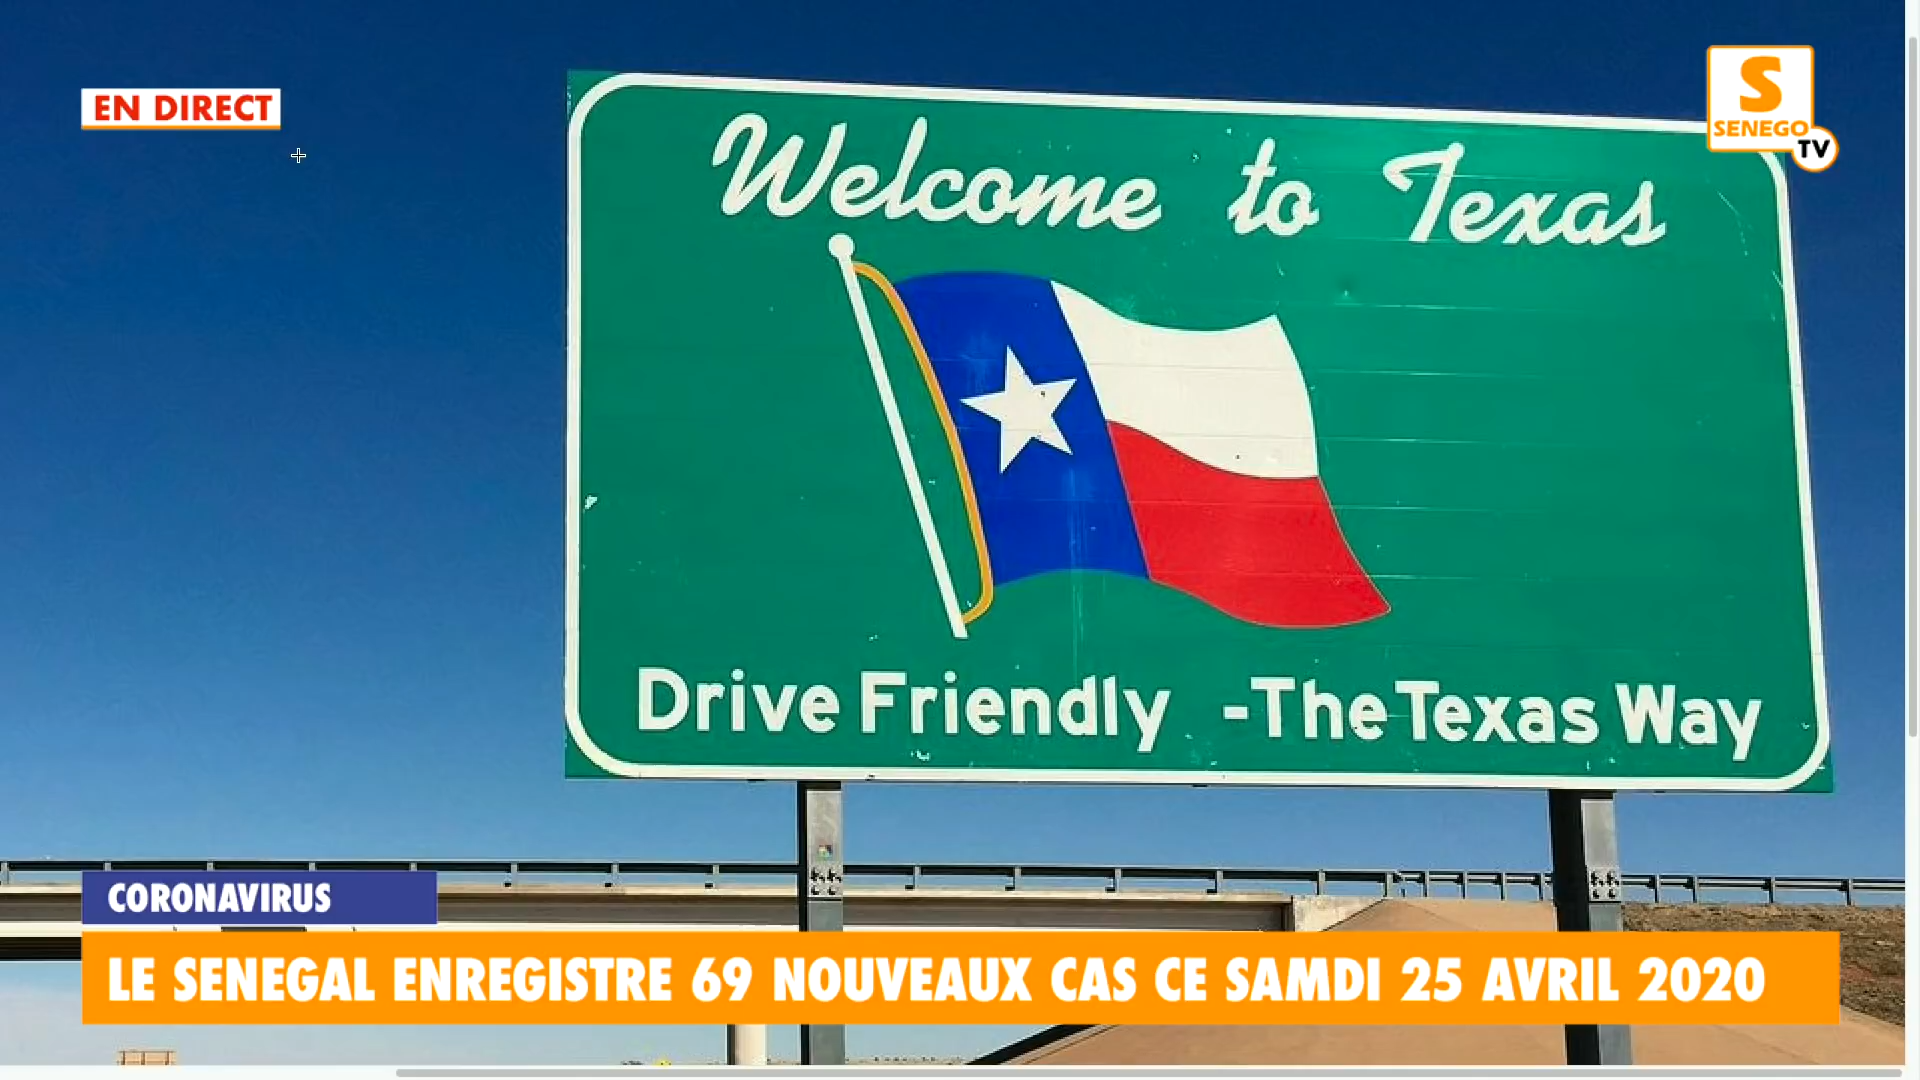 EN DIRECT
S
SENEGO
TV
Welcome to Texas
Drive Friendly -The Texas Way
CORONAVIRUS
LE SENEGAL ENREGISTRE 69 NOUVEAUX CAS CE SAMDI 25 AVRIL 2020